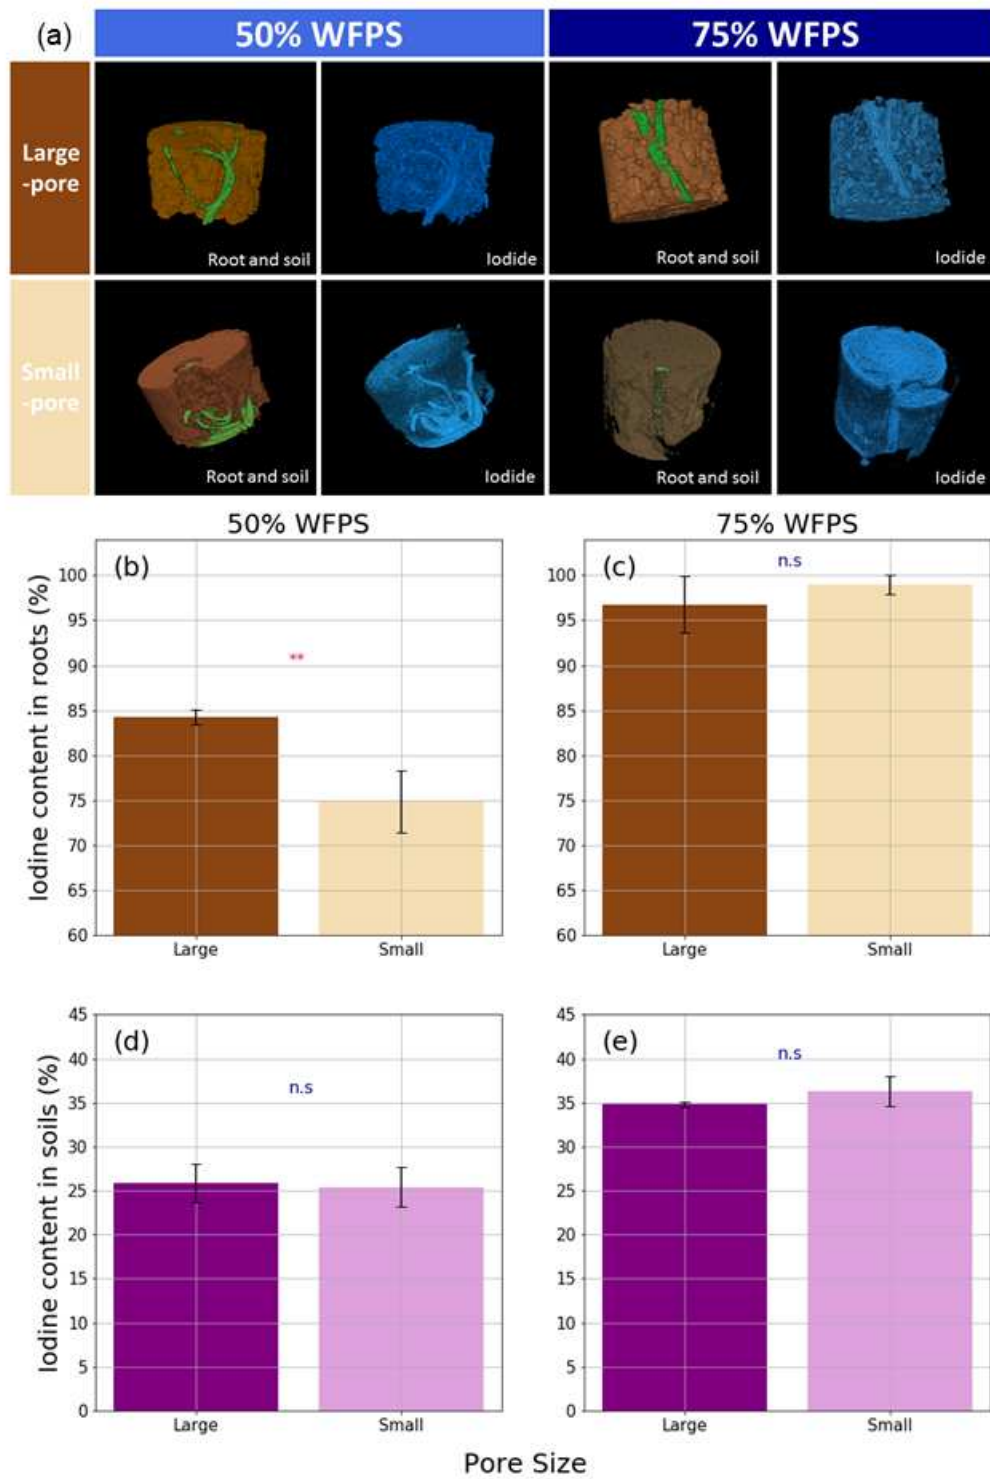 (a)
50% WFPS
75% WFPS
Large
-pore
Root and soil
Iodide
Root and soil
Iodide
Small
-pore
Root and soil
Iodide
Root and soil
Iodide
50% WFPS
75% WFPS
Iodine content in roots (%)
(b)
**
100
95
90
85
80
75
70
65
60
Large
Small
(c)
n.s
100
95
90
85
80
75
70
65
60
Large
Small
Iodine content in soils (%)
(d)
n.s
45
40
35
30
25
20
15
10
5
0
Large
Small
(e)
n.s
45
40
35
30
25
20
15
10
5
0
Large
Small
Pore Size